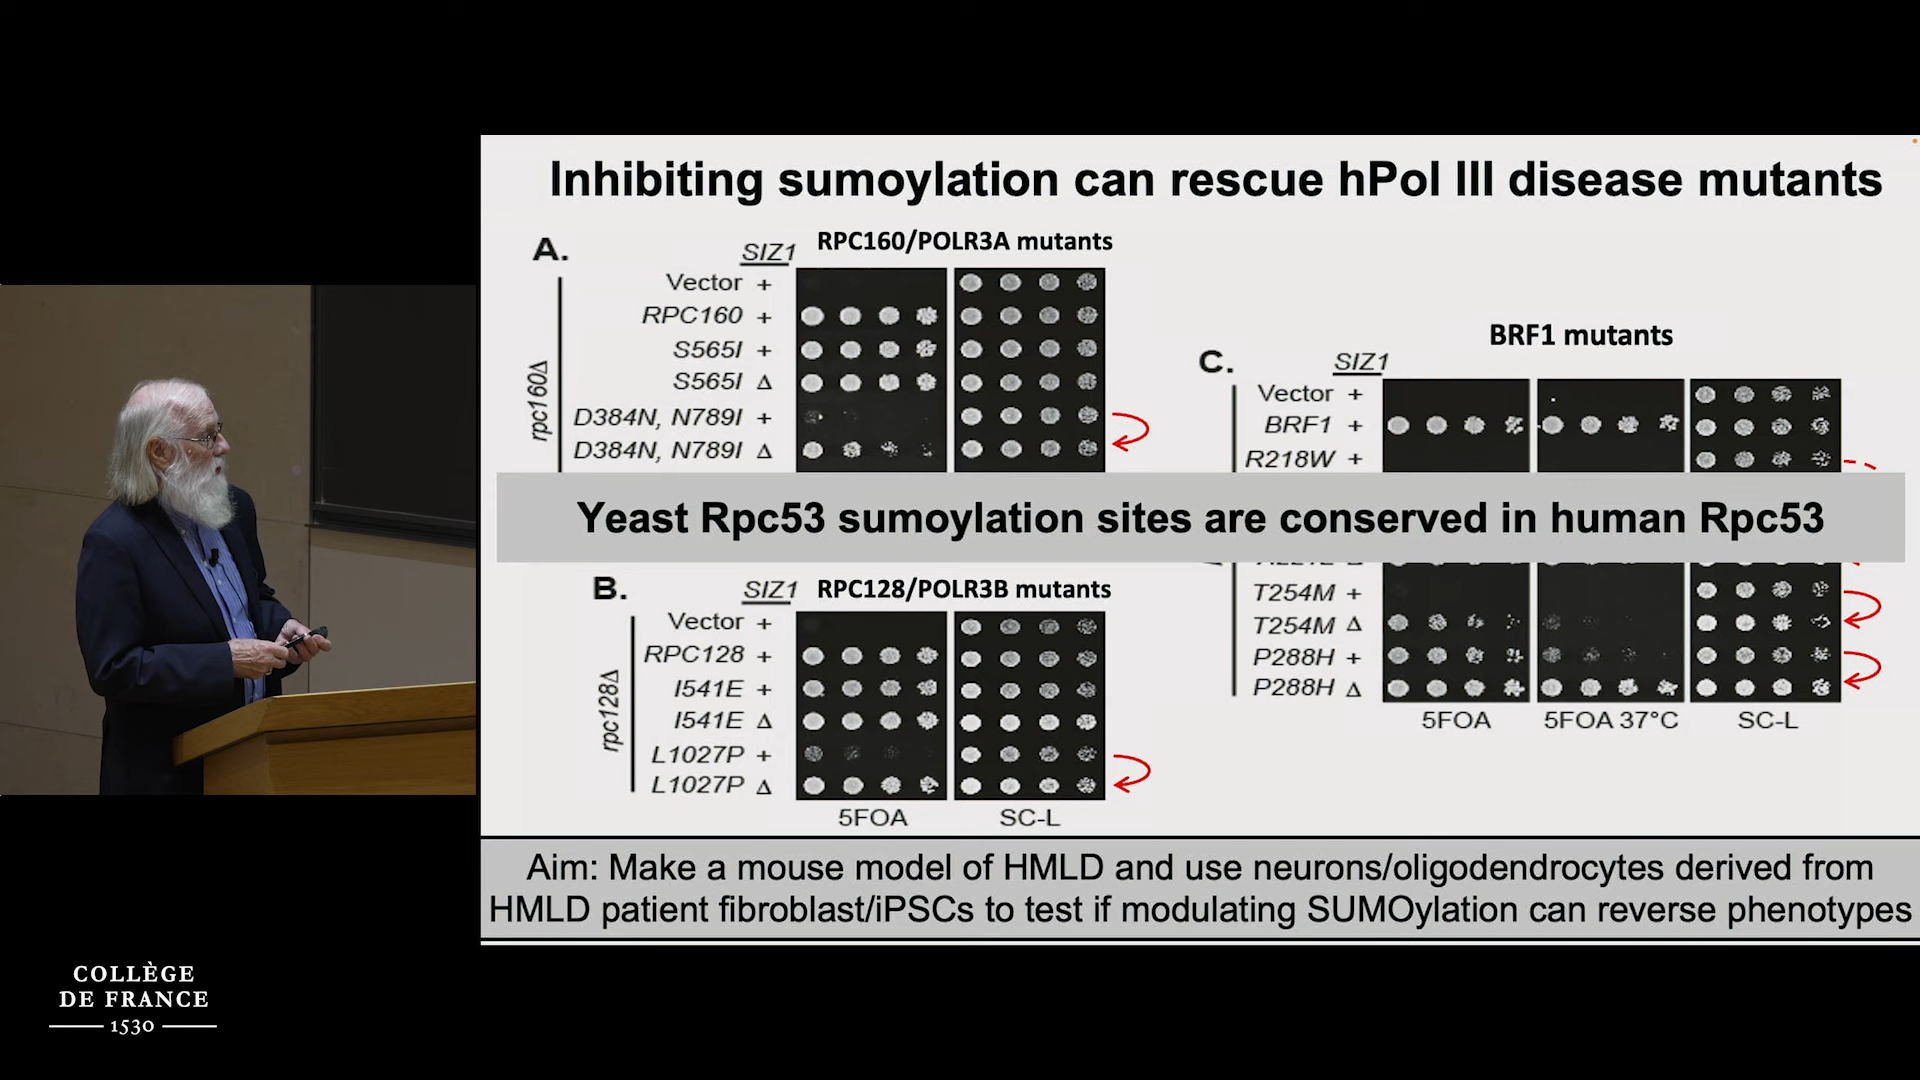 Inhibiting sumoylation can rescue hPol III disease mutants
A.
SIZ1
RPC160/POLR3A mutants
rpc160Δ
Vector +
RPC160 +
S565I +
S565I Δ
D384N, N789I +
D384N, N789I Δ
BRF1 mutants
C.
SIZ1
Vector +
BRF1 +
R218W +
Yeast Rpc53 sumoylation sites are conserved in human Rpc53
T254M +
T254M Δ
P288H +
P288H Δ
5FOA
5FOA 37°C
SC-L
B.
SIZ1
RPC128/POLR3B mutants
rpc128Δ
Vector +
RPC128 +
I541E +
I541E Δ
L1027P +
L1027P Δ
5FOA
SC-L
Aim: Make a mouse model of HMLD and use neurons/oligodendrocytes derived from
HMLD patient fibroblast/iPSCs to test if modulating SUMOylation can reverse phenotypes
COLLÈGE
DE FRANCE
1530